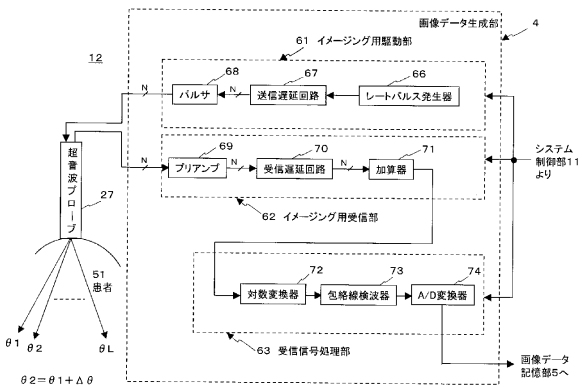 画像データ生成部
4
61 イメージング用駆動部
12
N
68
パルサ
N
67
送信遅延回路
66
レートパルス発生器
69
N
プリアンプ
N
70
受信遅延回路
N
71
加算器
システム
制御部11
より
62 イメージング用受信部
超音波プローブ
27
51
患者
θ1
θ2
θL
72
対数変換器
73
包絡線検波器
74
A/D変換器
63 受信信号処理部
画像データ
記憶部5へ
θ2=θ1+Δθ